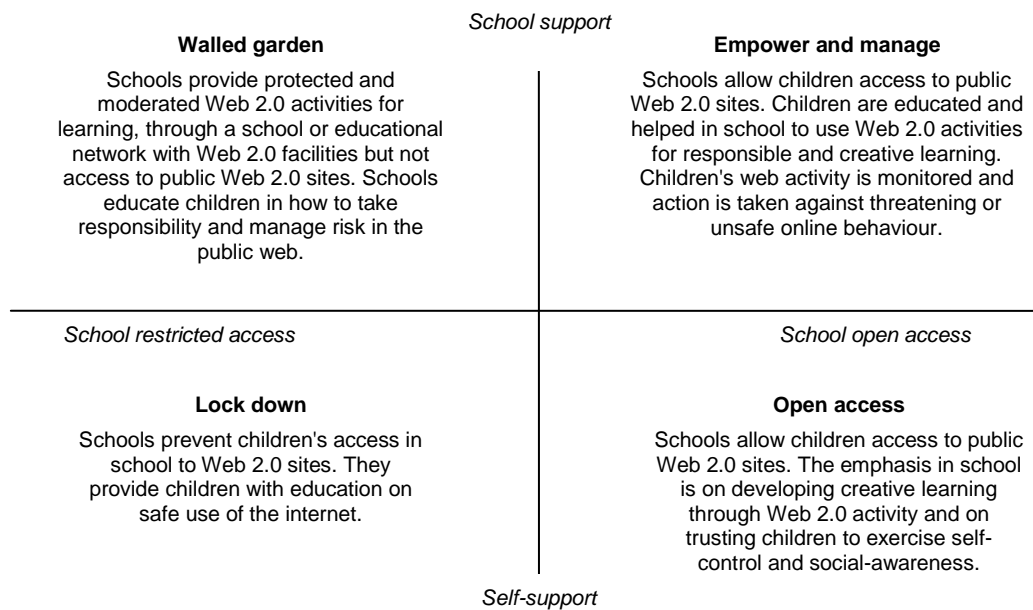 School support
Walled garden
Schools provide protected and
moderated Web 2.0 activities for
learning, through a school or educational
network with Web 2.0 facilities but not
access to public Web 2.0 sites. Schools
educate children in how to take
responsibility and manage risk in the
public web.
Empower and manage
Schools allow children access to public
Web 2.0 sites. Children are educated and
helped in school to use Web 2.0 activities
for responsible and creative learning.
Children's web activity is monitored and
action is taken against threatening or
unsafe online behaviour.
School restricted access
School open access
Lock down
Schools prevent children's access in
school to Web 2.0 sites. They
provide children with education on
safe use of the internet.
Open access
Schools allow children access to public
Web 2.0 sites. The emphasis in school
is on developing creative learning
through Web 2.0 activity and on
trusting children to exercise self-
control and social-awareness.
Self-support